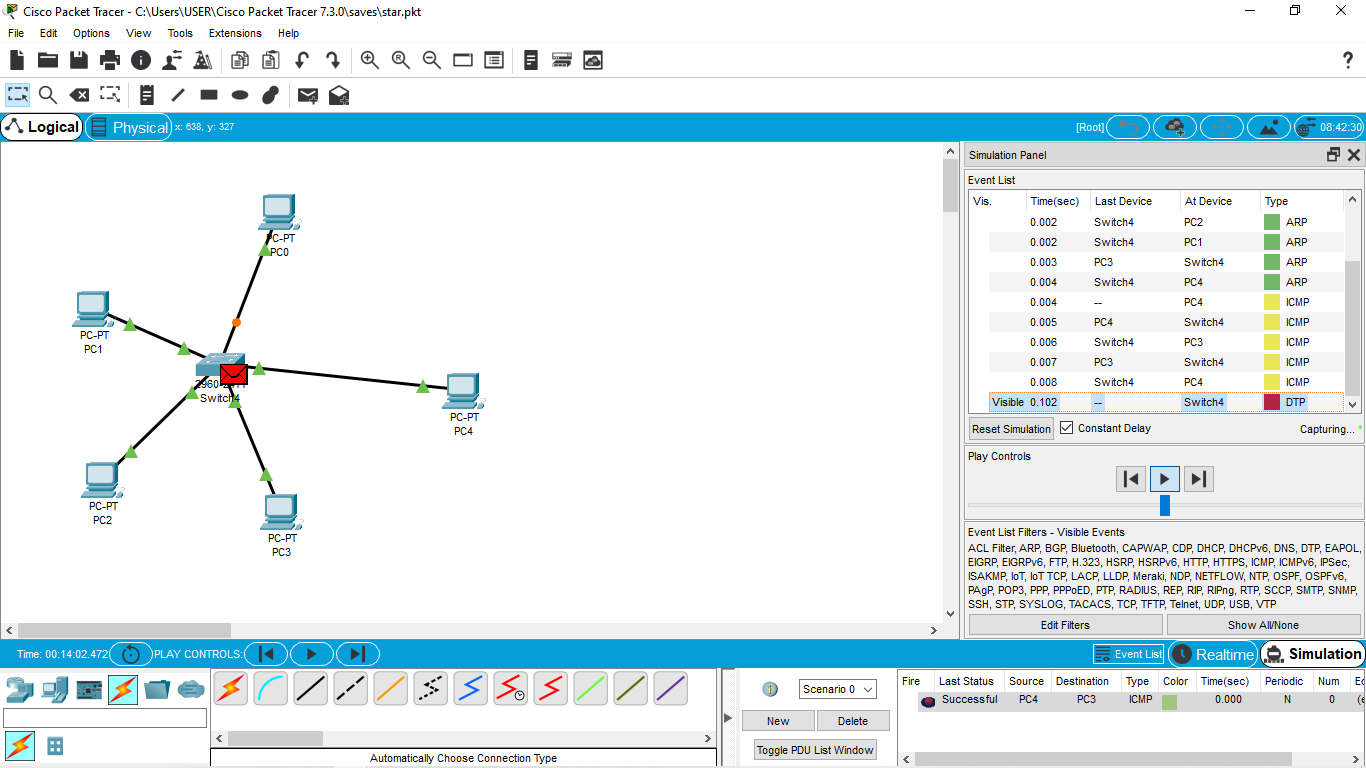 Cisco Packet Tracer - C:\Users\USER\Cisco Packet Tracer 7.3.0\saves\star.pkt
File Edit Options View Tools Extensions Help
Logical Physical x: 638, y: 327 [Root] 08:42:30
PC-PT
PC0
PC-PT
PC1
Switch4
PC-PT
PC4
PC-PT
PC2
PC-PT
PC3
Simulation Panel
Event List
Vis. Time(sec) Last Device At Device Type
0.002 Switch4 PC2 ARP
0.002 Switch4 PC1 ARP
0.003 PC3 Switch4 ARP
0.004 Switch4 PC4 ARP
0.004 -- PC4 ICMP
0.005 PC4 Switch4 ICMP
0.006 Switch4 PC3 ICMP
0.007 PC3 Switch4 ICMP
0.008 Switch4 PC4 ICMP
Visible 0.102 -- Switch4 DTP
Reset Simulation Constant Delay Capturing... *
Play Controls
Event List Filters - Visible Events
ACL Filter, ARP, BGP, Bluetooth, CAPWAP, CDP, DHCP, DHCPv6, DNS, DTP, EAPOL,
EIGRP, EIGRPv6, FTP, H.323, HSRP, HSRPv6, HTTP, HTTPS, ICMP, ICMPv6, IPSec,
ISAKMP, IoT, IoT TCP, LACP, LLDP, Meraki, NDP, NETFLOW, NTP, OSPF, OSPFv6,
PAgP, POP3, PPP, PPPoED, PTP, RADIUS, REP, RIP, RIPng, RTP, SCCP, SMTP, SNMP,
SSH, STP, SYSLOG, TACACS, TCP, TFTP, Telnet, UDP, USB, VTP
Edit Filters Show All/None
Time: 00:14:02.472 PLAY CONTROLS: Event List Realtime Simulation
Automatically Choose Connection Type
Scenario 0
New Delete
Toggle PDU List Window
Fire Last Status Source Destination Type Color Time(sec) Periodic Num Ed
Successful PC4 PC3 ICMP 0.000 N 0 (e